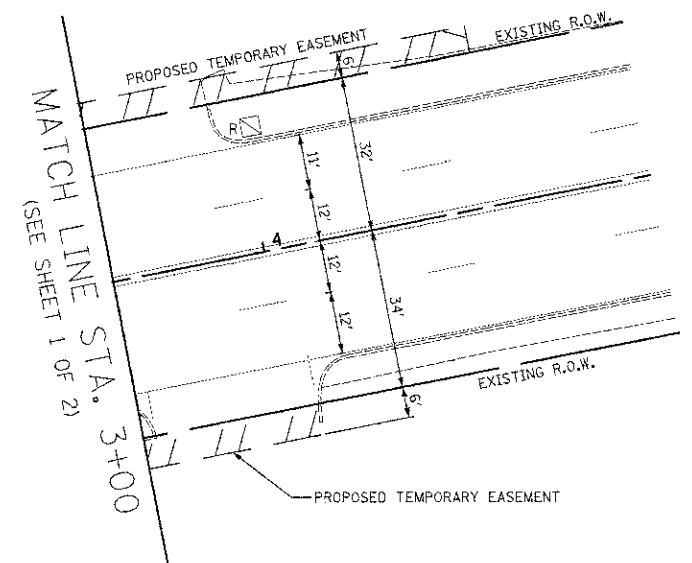 EXISTING R.O.W.
PROPOSED TEMPORARY EASEMENT
6'
R
11'
32'
12'
4
12'
34'
12'
MATCH LINE STA. 3+00
(SEE SHEET 1 OF 2)
EXISTING R.O.W.
6'
PROPOSED TEMPORARY EASEMENT